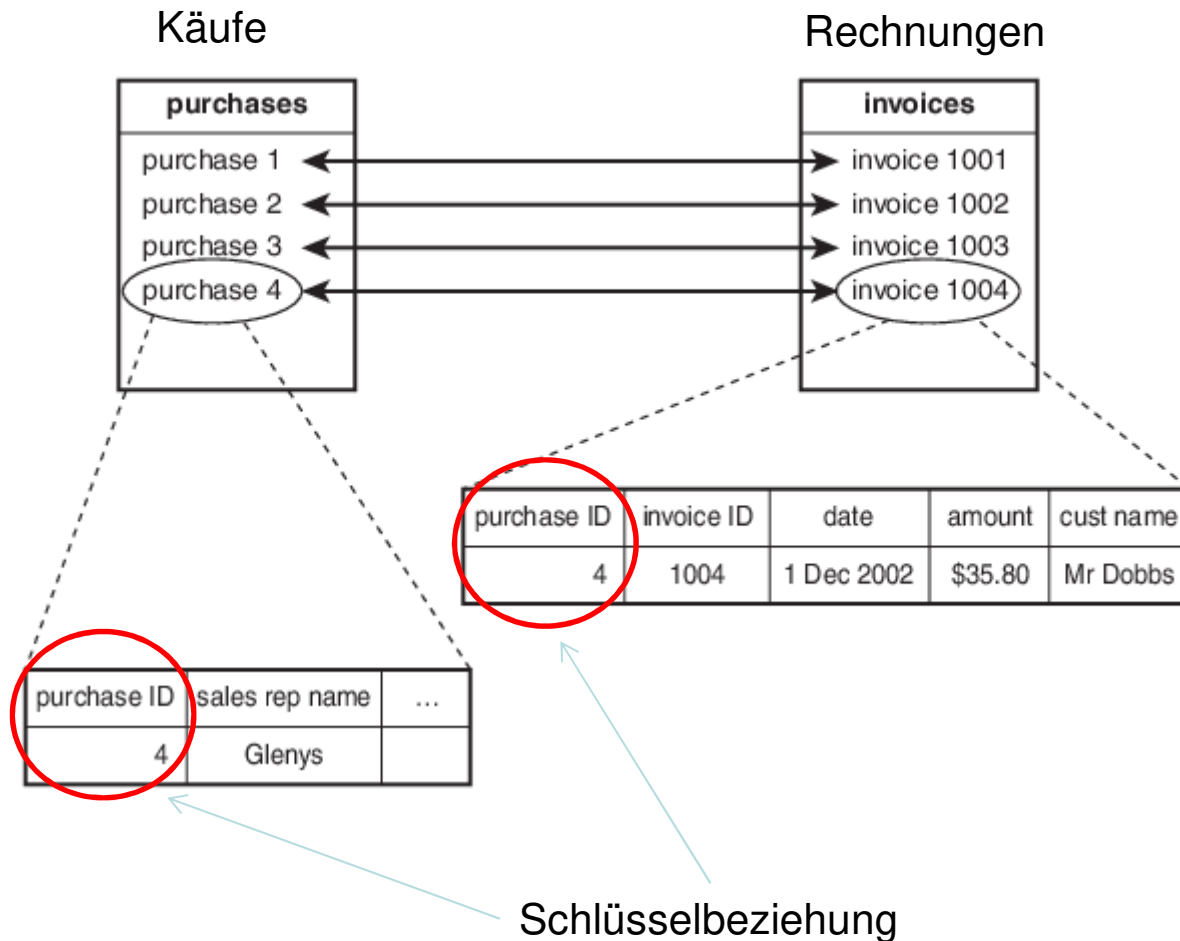 Käufe
Rechnungen
purchases
purchase 1
purchase 2
purchase 3
purchase 4
invoices
invoice 1001
invoice 1002
invoice 1003
invoice 1004
purchase ID invoice ID date amount cust name
4 1004 1 Dec 2002 $35.80 Mr Dobbs
purchase ID sales rep name ...
4 Glenys
Schlüsselbeziehung